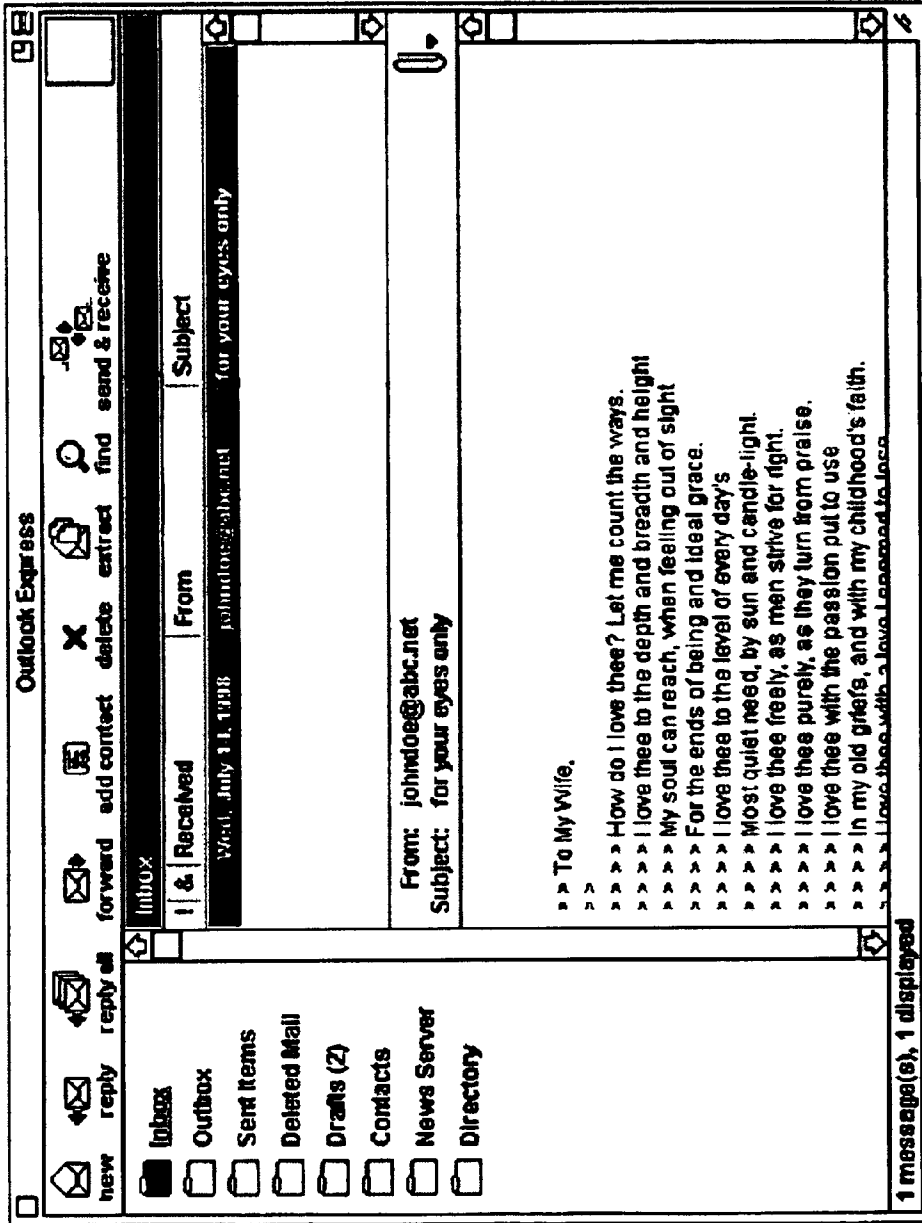 Outlook Express
new reply reply all forward add contact delete extract find send & receive
Inbox
Outbox
Sent Items
Deleted Mail
Drafts (2)
Contacts
News Server
Directory
Inbox
! & Received From Subject
Wed, July johndoe@abc.net for your eyes only
From: johndoe@abc.net
Subject: for your eyes only
>> To My Wife,
>>
>>> How do I love thee? Let me count the ways.
>>> I love thee to the depth and breadth and height
>>> My soul can reach, when feeling out of sight
>>> For the ends of being and ideal grace.
>>> I love thee to the level of every day's
>>> Most quiet need, by sun and candle-light.
>>> I love thee freely, as men strive for right.
>>> I love thee purely, as they turn from praise.
>>> I love thee with the passion put to use
>>> In my old griefs, and with my childhood's faith.
>>> I love thee with a love I seemed to lose
1 message(s), 1 displayed